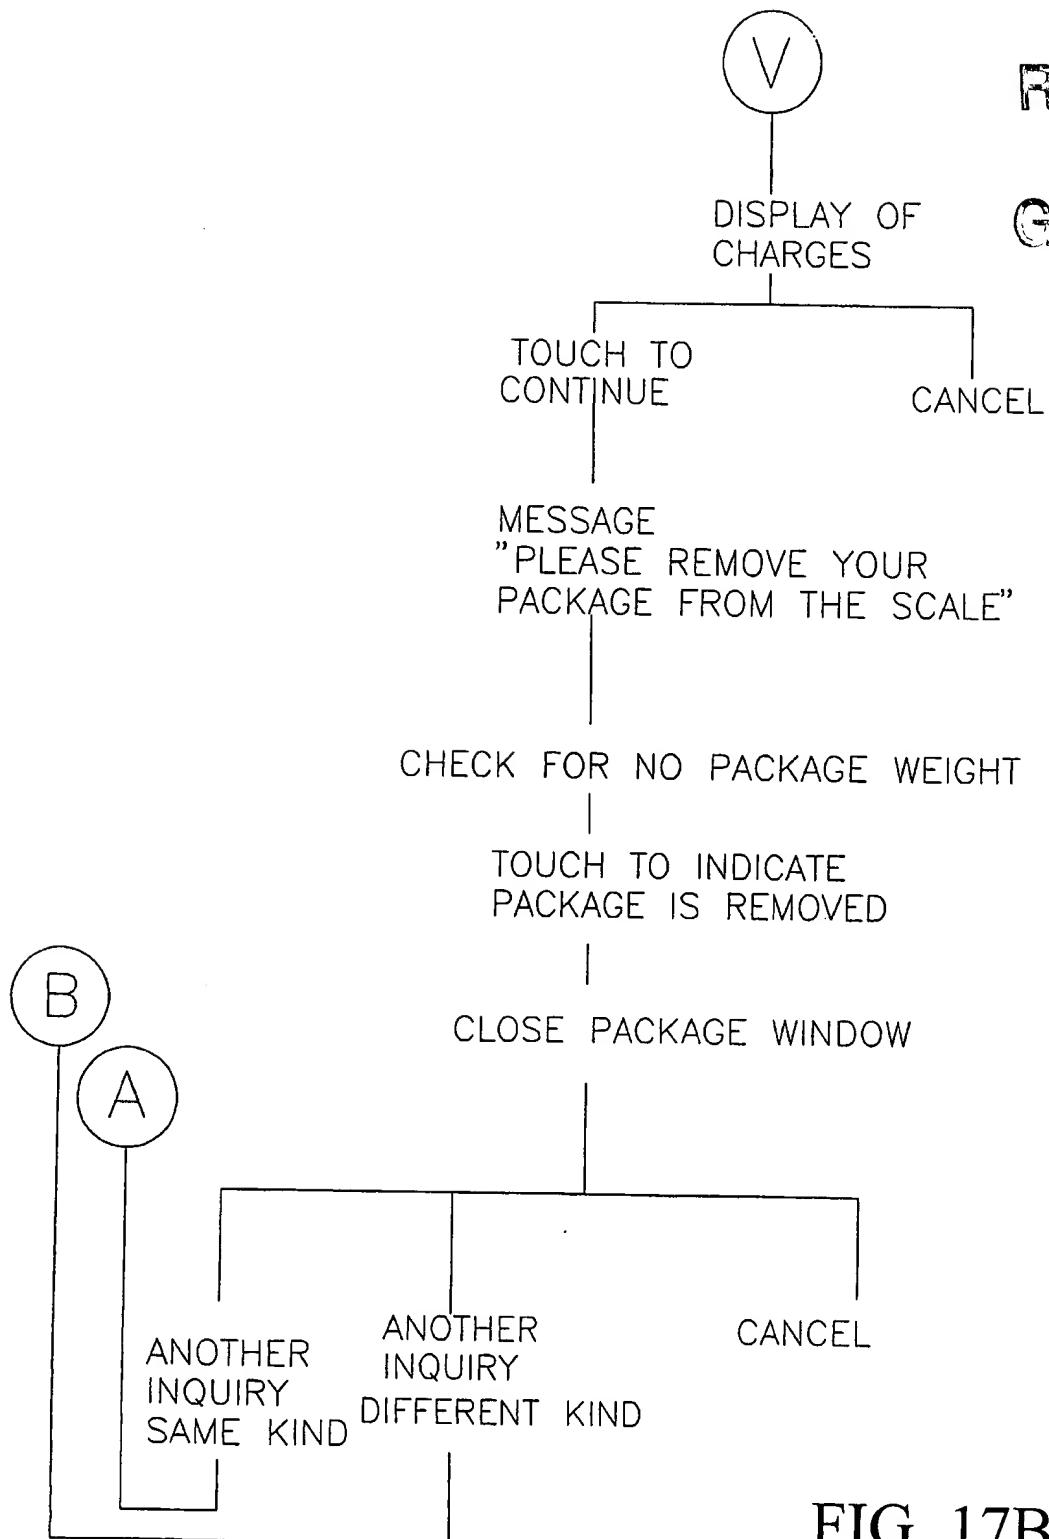 V
DISPLAY OF
CHARGES
TOUCH TO
CONTINUE
CANCEL
MESSAGE
"PLEASE REMOVE YOUR
PACKAGE FROM THE SCALE"
CHECK FOR NO PACKAGE WEIGHT
TOUCH TO INDICATE
PACKAGE IS REMOVED
B
CLOSE PACKAGE WINDOW
A
ANOTHER
INQUIRY
SAME KIND
ANOTHER
INQUIRY
DIFFERENT KIND
CANCEL
FIG. 17B